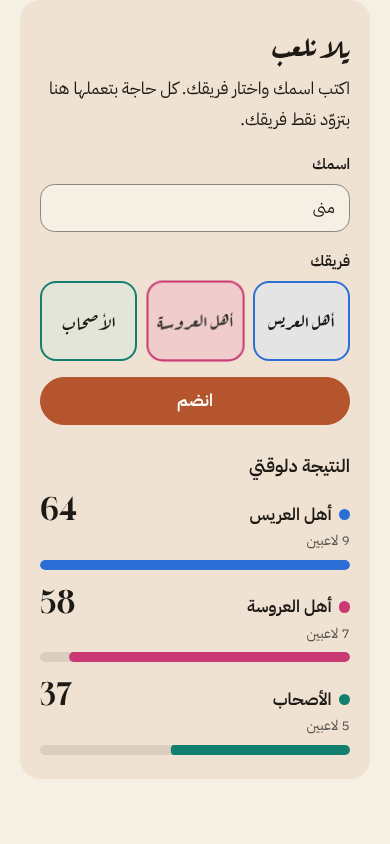 يلا نلعب
اكتب اسمك واختار فريقك. كل حاجة بتعملها هنا
بتزوّد نقط فريقك.
اسمك
منى
فريقك
أهل العريس
أهل العروسة
الأصحاب
انضم
النتيجة دلوقتي
أهل العريس 64
9 لاعبين
أهل العروسة 58
7 لاعبين
الأصحاب 37
5 لاعبين